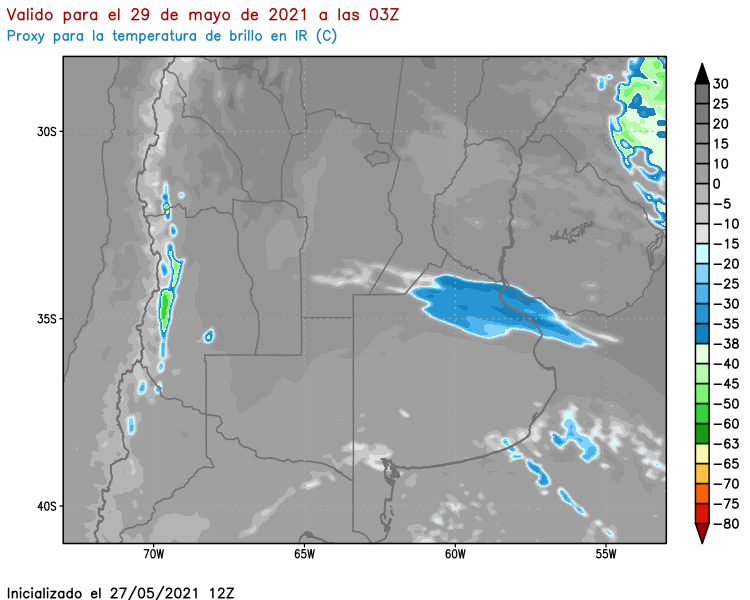 Valido para el 29 de mayo de 2021 a las 03Z
Proxy para la temperatura de brillo en IR (C)
30S
35S
40S
70W
65W
60W
55W
30
25
20
15
10
0
−5
−10
−15
−20
−25
−30
−35
−38
−40
−45
−50
−60
−63
−65
−70
−75
−80
Inicializado el 27/05/2021 12Z